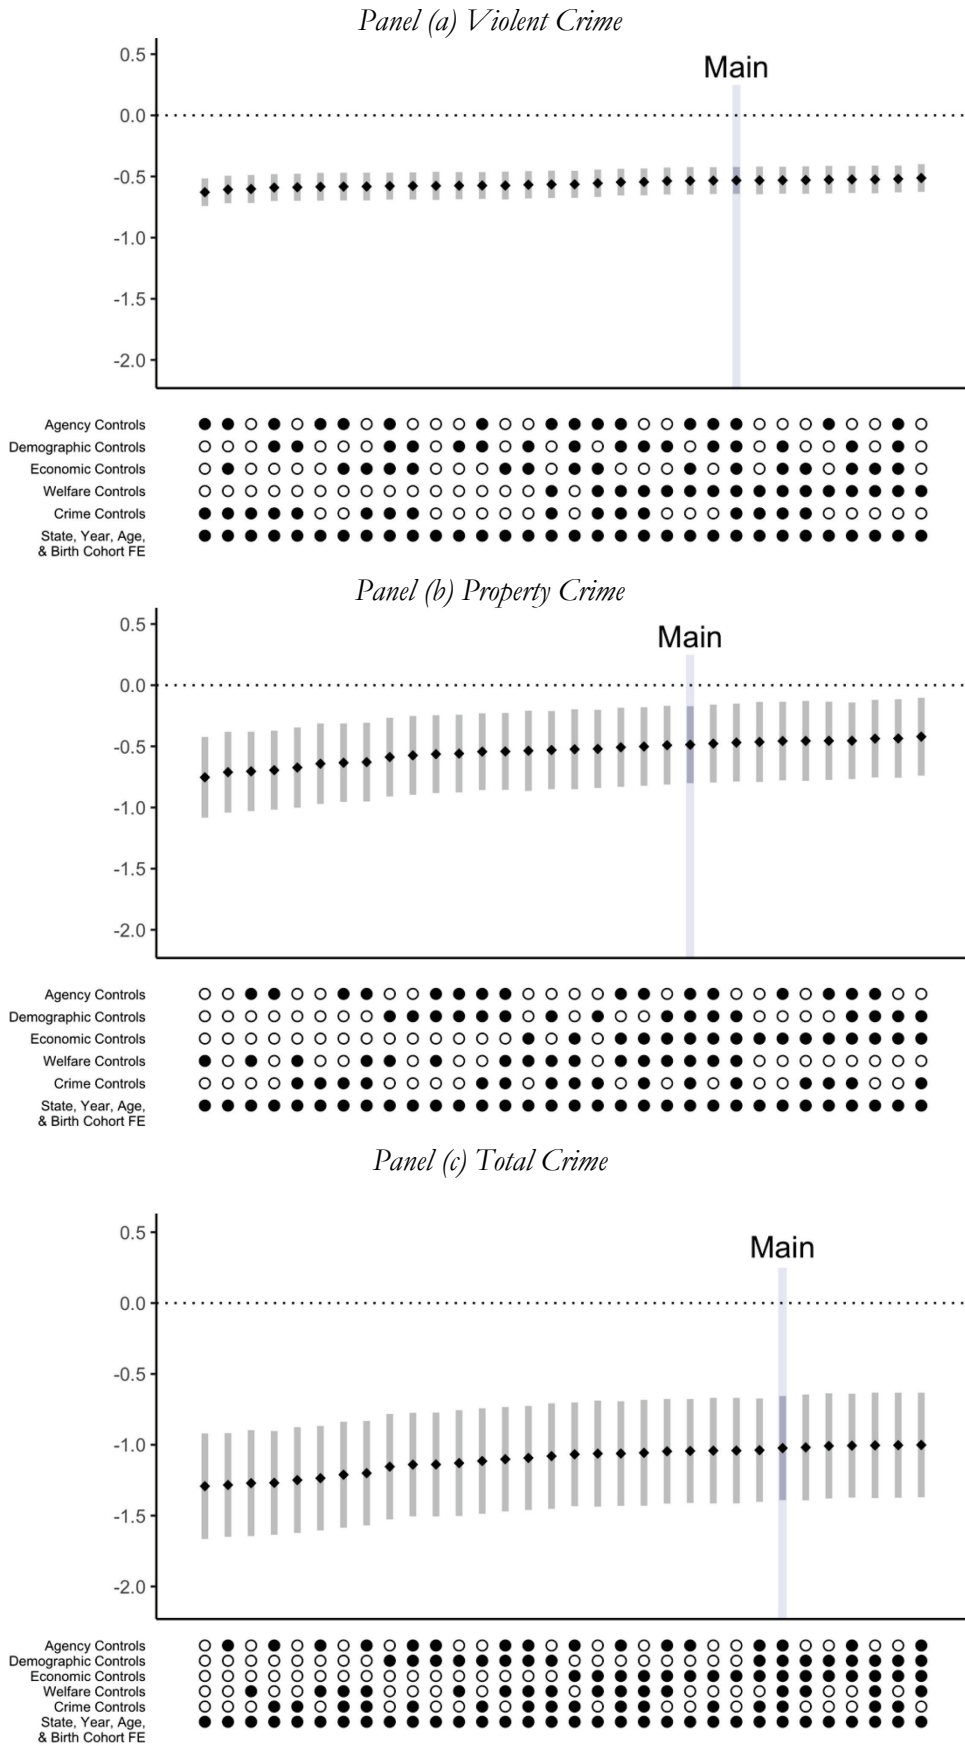 Panel (a) Violent Crime
0.5
Main
0.0
-0.5
-1.0
-1.5
-2.0
Agency Controls
Demographic Controls
Economic Controls
Welfare Controls
Crime Controls
State, Year, Age,
& Birth Cohort FE
Panel (b) Property Crime
0.5
Main
0.0
-0.5
-1.0
-1.5
-2.0
Agency Controls
Demographic Controls
Economic Controls
Welfare Controls
Crime Controls
State, Year, Age,
& Birth Cohort FE
Panel (c) Total Crime
0.5
Main
0.0
-0.5
-1.0
-1.5
-2.0
Agency Controls
Demographic Controls
Economic Controls
Welfare Controls
Crime Controls
State, Year, Age,
& Birth Cohort FE